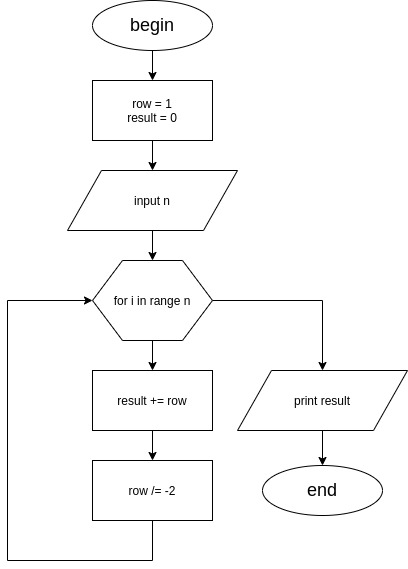 begin
row = 1
result = 0
input n
for i in range n
result += row
print result
row /= -2
end